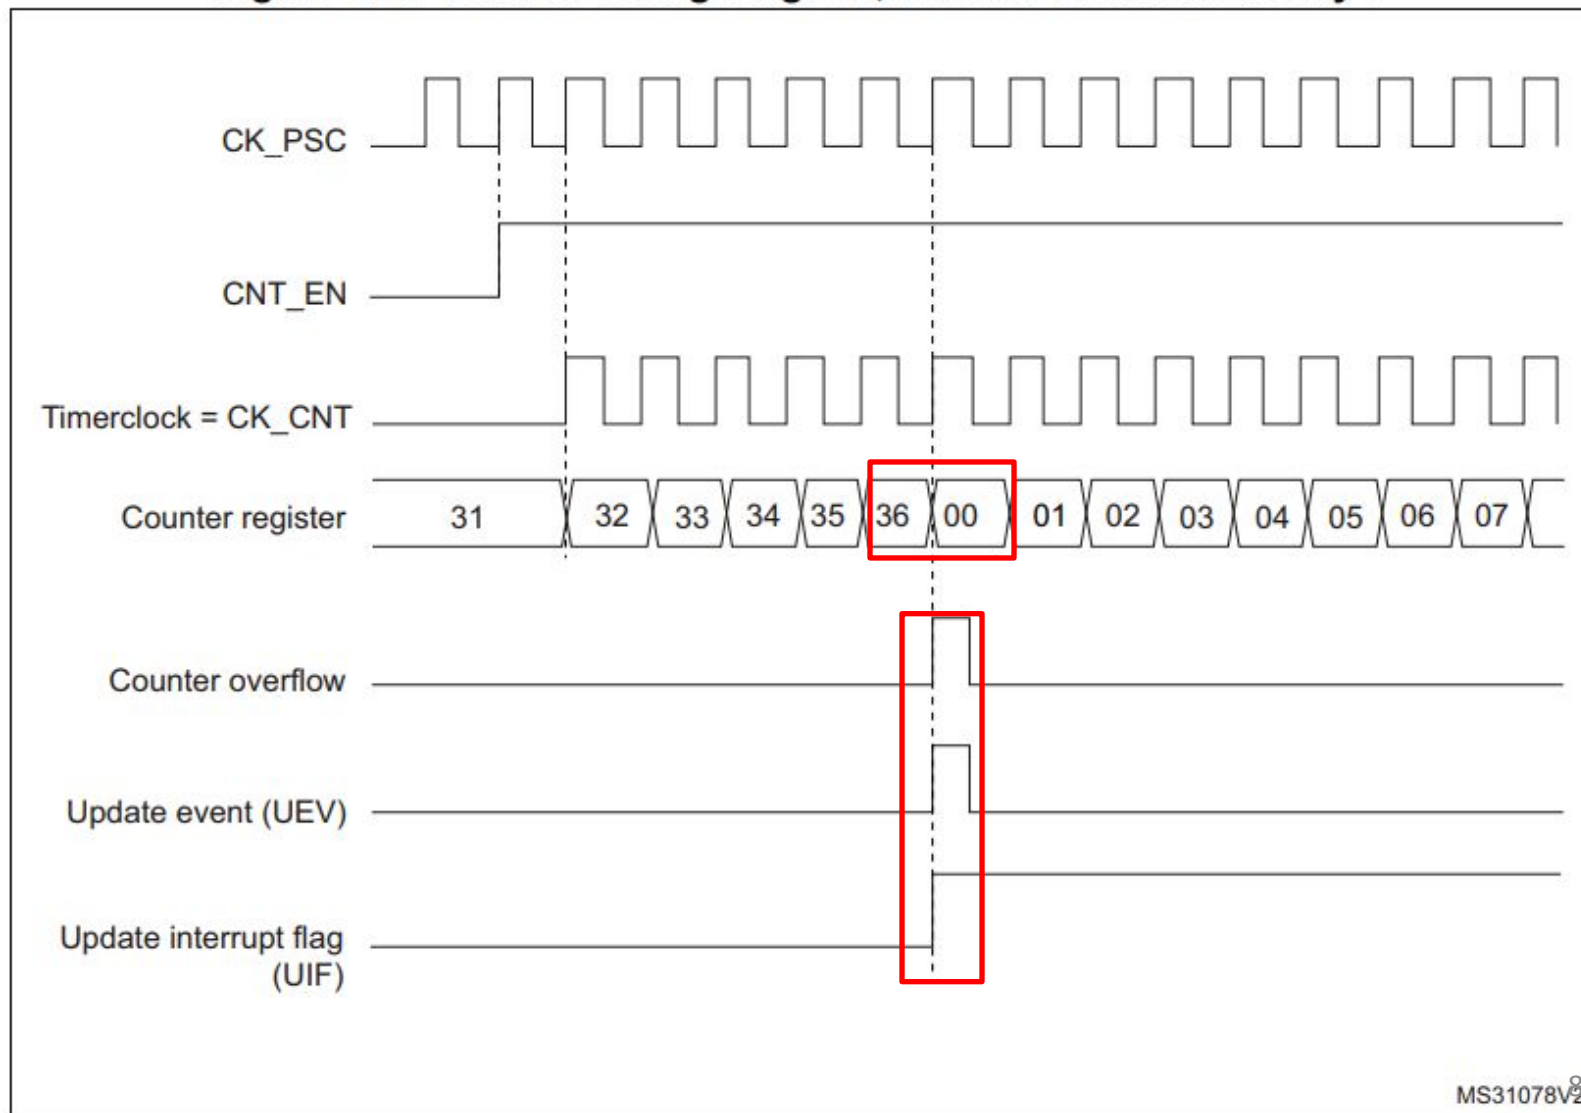 CK_PSC
CNT_EN
Timerclock = CK_CNT
Counter register 31 32 33 34 35 36 00 01 02 03 04 05 06 07
Counter overflow
Update event (UEV)
Update interrupt flag
(UIF)
MS31078V2